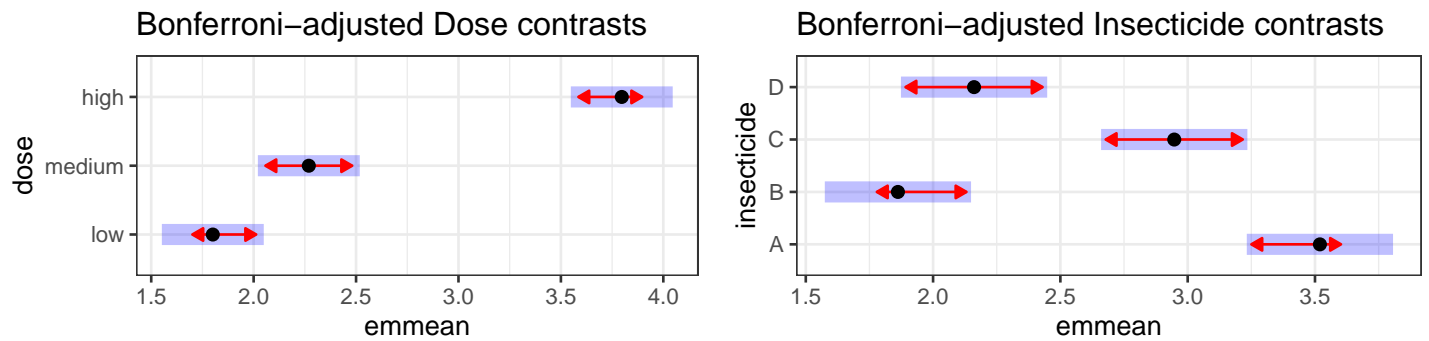 Bonferroni−adjusted Dose contrasts
high
medium
low
dose
1.5 2.0 2.5 3.0 3.5 4.0
emmean
Bonferroni−adjusted Insecticide contrasts
D
C
B
A
insecticide
1.5 2.0 2.5 3.0 3.5
emmean